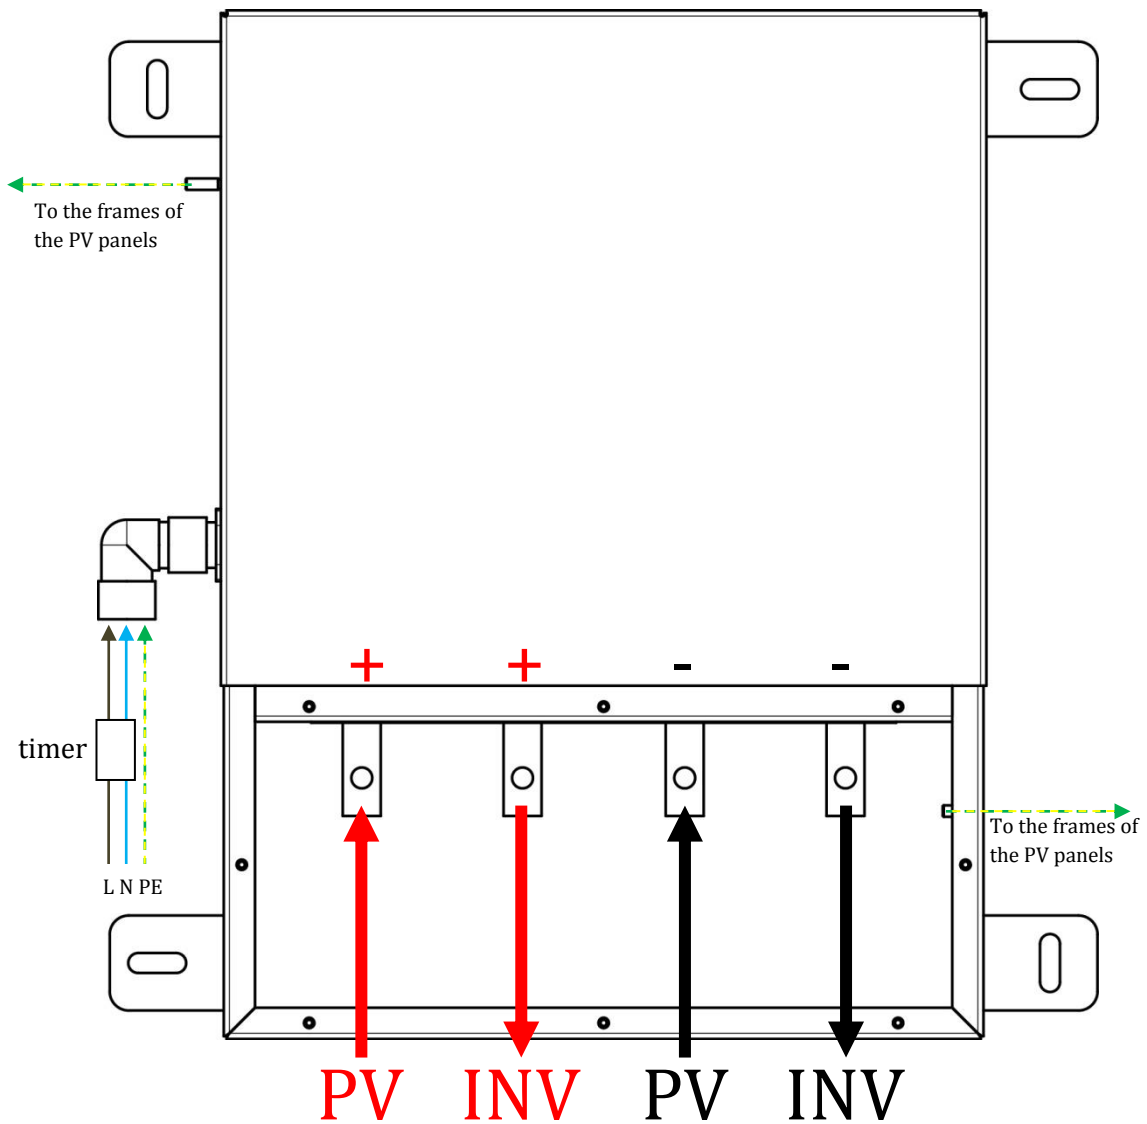 To the frames of
the PV panels
+ + - -
timer
To the frames of
the PV panels
L N PE
PV INV PV INV